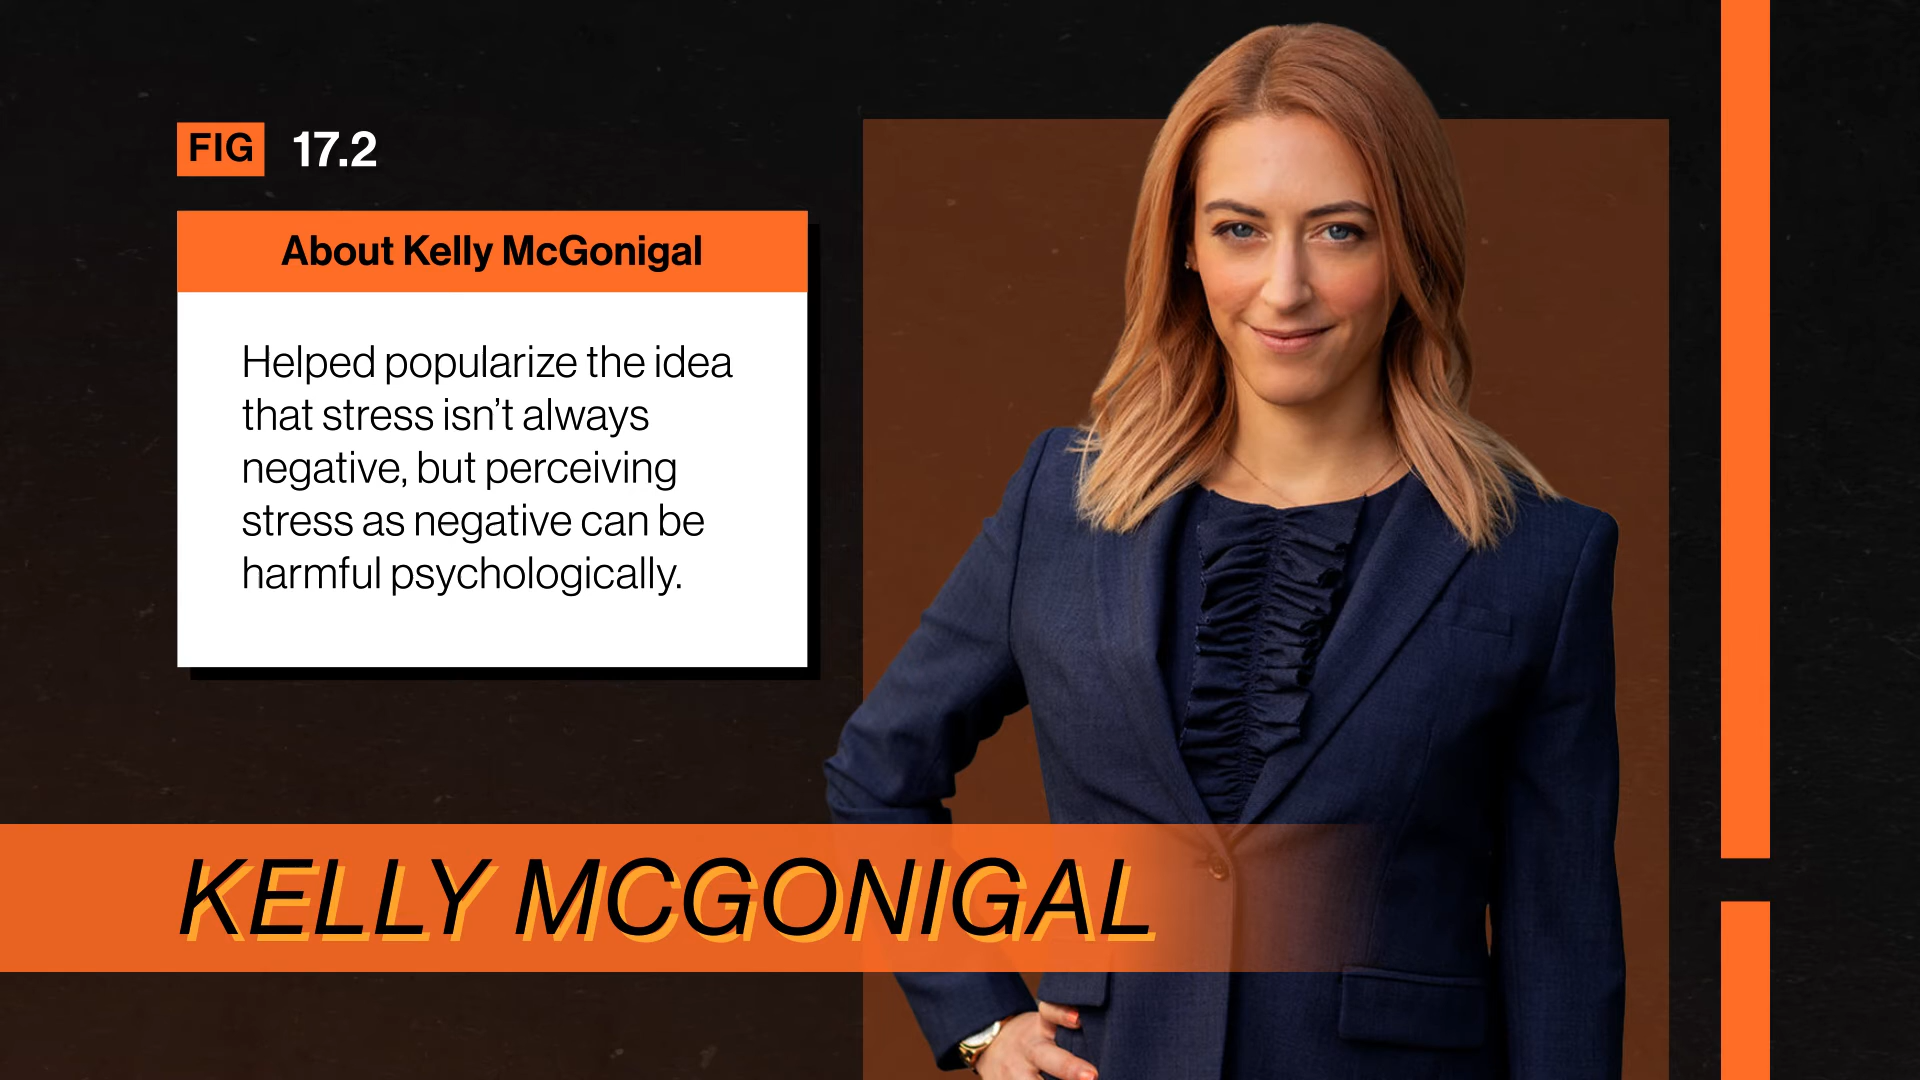 FIG 17.2
About Kelly McGonigal
Helped popularize the idea
that stress isn’t always
negative, but perceiving
stress as negative can be
harmful psychologically.
KELLY MCGONIGAL